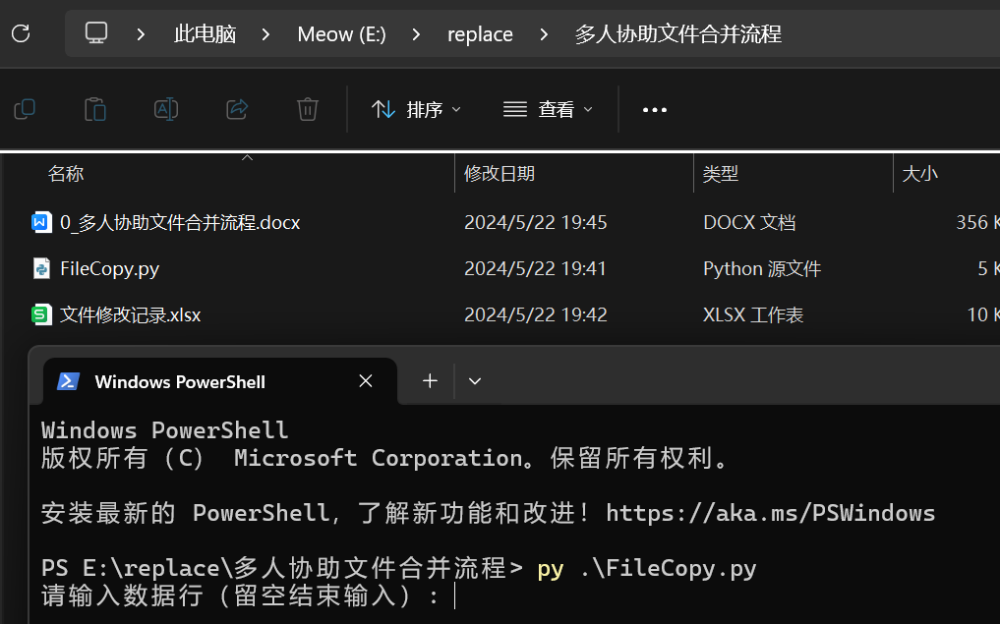 此电脑 > Meow (E:) > replace > 多人协助文件合并流程
排序 查看
名称 修改日期 类型 大小
0_多人协助文件合并流程.docx 2024/5/22 19:45 DOCX 文档 356 K
FileCopy.py 2024/5/22 19:41 Python 源文件 5 K
文件修改记录.xlsx 2024/5/22 19:42 XLSX 工作表 10 K
Windows PowerShell
Windows PowerShell
版权所有（C） Microsoft Corporation。保留所有权利。
安装最新的 PowerShell，了解新功能和改进！https://aka.ms/PSWindows
PS E:\replace\多人协助文件合并流程> py .\FileCopy.py
请输入数据行（留空结束输入）: